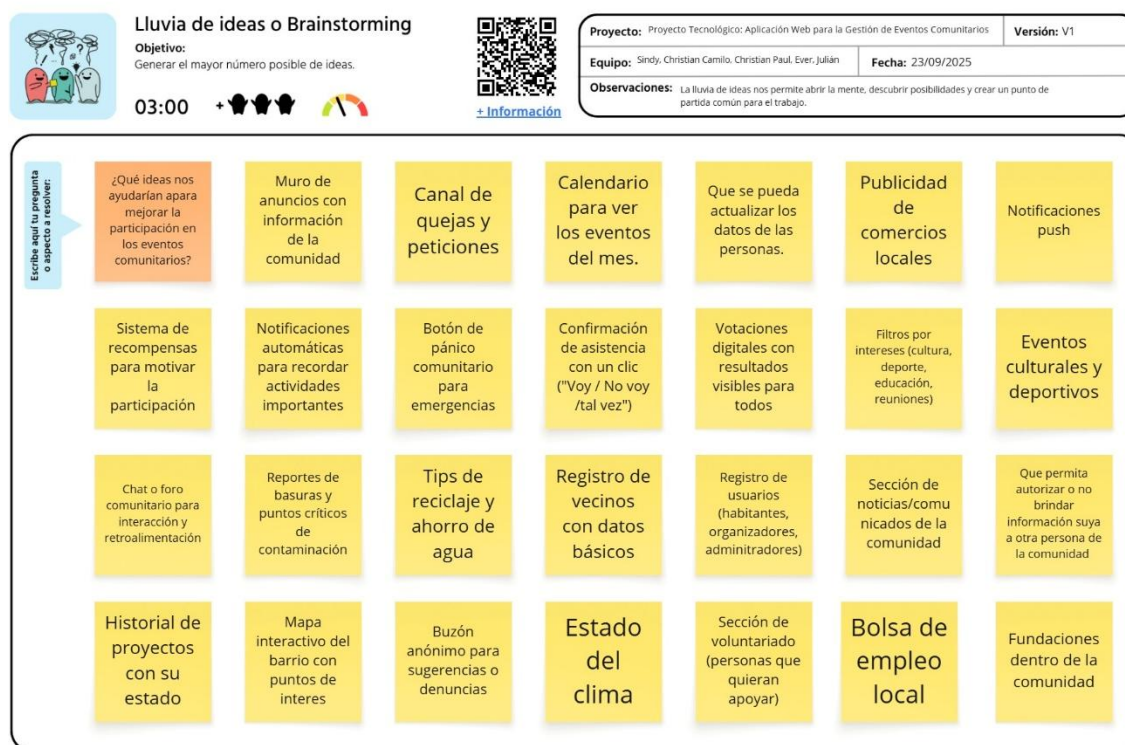 Lluvia de ideas o Brainstorming
Objetivo:
Generar el mayor número posible de ideas.
03:00
+
+ Información
Proyecto: Proyecto Tecnológico: Aplicación Web para la Gestión de Eventos Comunitarios
Versión: V1
Equipo: Sindy, Christian Camilo, Christian Paul, Ever, Julián
Fecha: 23/09/2025
Observaciones: La lluvia de ideas nos permite abrir la mente, descubrir posibilidades y crear un punto de
partida común para el trabajo.
Escribe aquí tu pregunta
o aspecto a resolver:
¿Qué ideas nos
ayudarían apara
mejorar la
participación en
los eventos
comunitarios?
Muro de
anuncios con
información
de la
comunidad
Canal de
quejas y
peticiones
Calendario
para ver
los eventos
del mes.
Que se pueda
actualizar los
datos de las
personas.
Publicidad
de
comercios
locales
Notificaciones
push
Sistema de
recompensas
para motivar
la
participación
Notificaciones
automáticas
para recordar
actividades
importantes
Botón de
pánico
comunitario
para
emergencias
Confirmación
de asistencia
con un clic
("Voy / No voy
/tal vez")
Votaciones
digitales con
resultados
visibles para
todos
Filtros por
intereses (cultura,
deporte,
educación,
reuniones)
Eventos
culturales y
deportivos
Chat o foro
comunitario para
interacción y
retroalimentación
Reportes de
basuras y
puntos críticos
de
contaminación
Tips de
reciclaje y
ahorro de
agua
Registro de
vecinos
con datos
básicos
Registro de
usuarios
(habitantes,
organizadores,
adminitradores)
Sección de
noticias/comu
nicados de la
comunidad
Que permita
autorizar o no
brindar
información suya
a otra persona de
la comunidad
Historial de
proyectos
con su
estado
Mapa
interactivo del
barrio con
puntos de
interes
Buzón
anónimo para
sugerencias o
denuncias
Estado
del
clima
Sección de
voluntariado
(personas que
quieran
apoyar)
Bolsa de
empleo
local
Fundaciones
dentro de la
comunidad